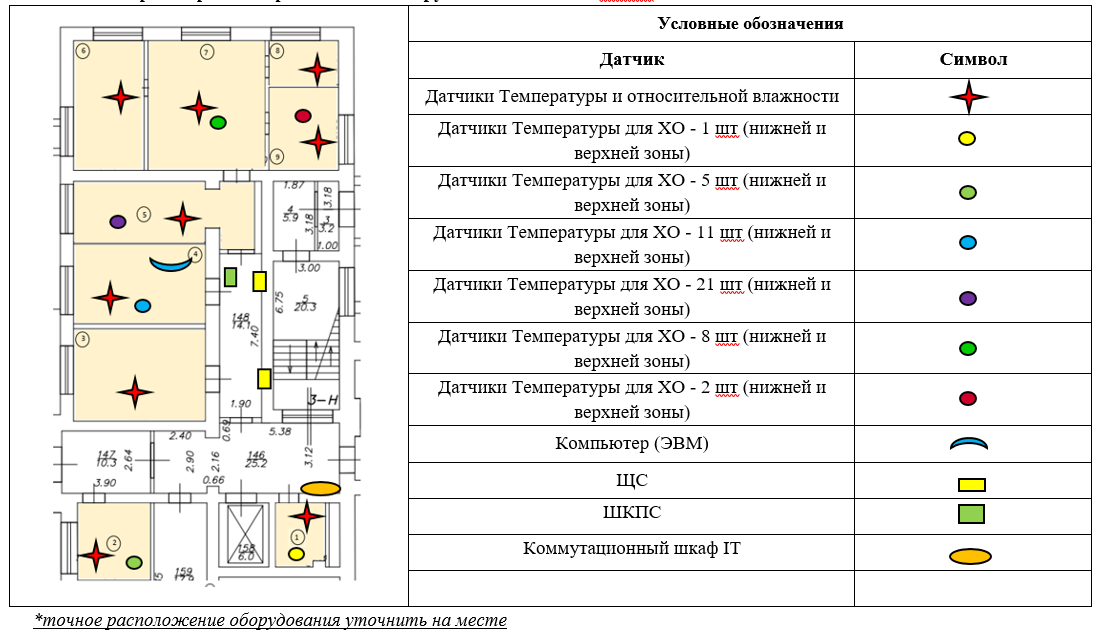 Условные обозначения
Датчик Символ
Датчики Температуры и относительной влажности
Датчики Температуры для ХО - 1 шт (нижней и
верхней зоны)
Датчики Температуры для ХО - 5 шт (нижней и
верхней зоны)
Датчики Температуры для ХО - 11 шт (нижней и
верхней зоны)
Датчики Температуры для ХО - 21 шт (нижней и
верхней зоны)
Датчики Температуры для ХО - 8 шт (нижней и
верхней зоны)
Датчики Температуры для ХО - 2 шт (нижней и
верхней зоны)
Компьютер (ЭВМ)
ЩС
ШКПС
Коммутационный шкаф IT
6
7
8
9
5
4
3
2
1
1.87
3.18
4
5.9
3.18
3.2
1.00
3.00
6.75
5
20.3
148
14.1
7.40
1.90
3-Н
0.69
5.38
2.40
147
10.3
2.64
2.90
2.16
146
25.2
3.12
0.66
3.90
158
6.0
159
*точное расположение оборудования уточнить на месте